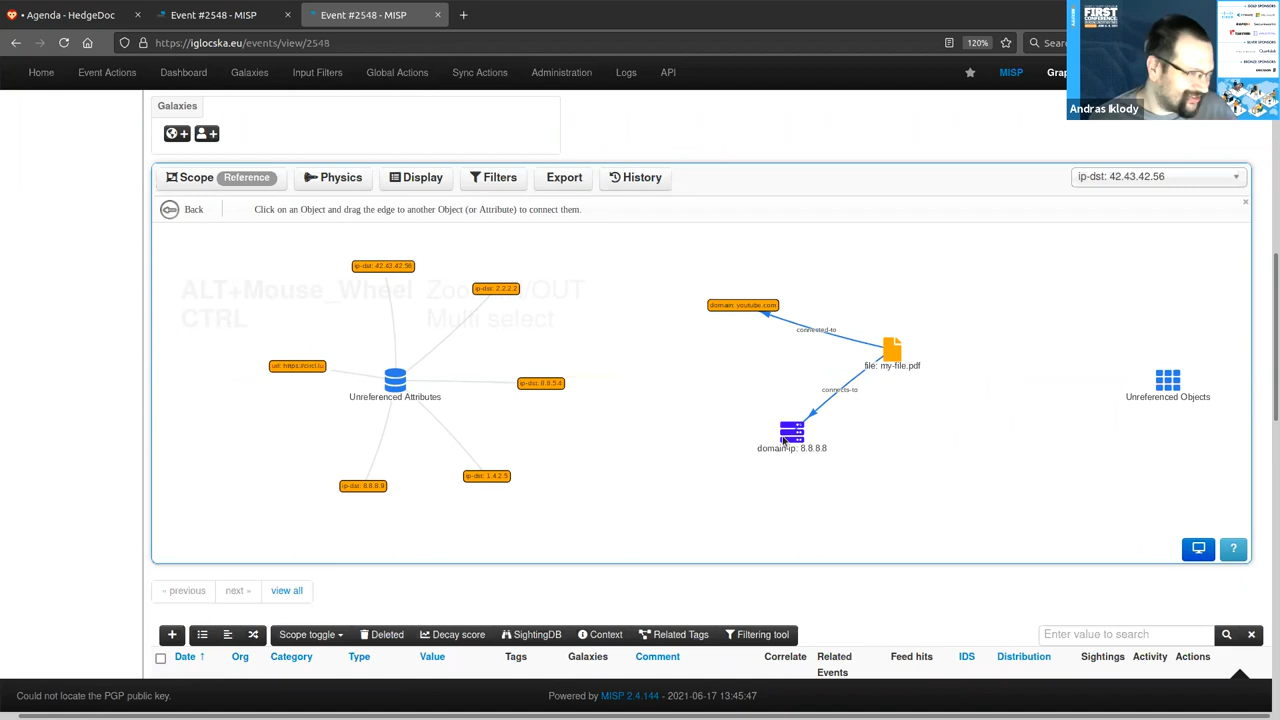 • Agenda - HedgeDoc
Event #2548 - MISP
Event #2548 - MISP
https://iglocska.eu/events/view/2548
120%
Home
Event Actions
Dashboard
Galaxies
Input Filters
Global Actions
Sync Actions
Administration
Logs
API
MISP
FIRST
CONFERENCE
Andras Iklody
Galaxies
Scope Reference
Physics
Display
Filters
Export
History
ip-dst: 42.43.42.56
Back
Click on an Object and drag the edge to another Object (or Attribute) to connect them.
ALT+Mouse_Wheel
CTRL
Multi select
ip-dst: 42.43.42.56
ip-dst: 2.2.2.2
ip-dst: 8.8.5.4
ip-dst: 1.4.2.5
Unreferenced Attributes
domain: youtube.com
connected-to
file: my-file.pdf
connects-to
domain-ip: 8.8.8.8
Unreferenced Objects
?
« previous
next »
view all
Scope toggle
Deleted
Decay score
SightingDB
Context
Related Tags
Filtering tool
Enter value to search
Date ↑
Org
Category
Type
Value
Tags
Galaxies
Comment
Correlate
Related
Events
Feed hits
IDS
Distribution
Sightings
Activity
Actions
Could not locate the PGP public key.
Powered by MISP 2.4.144 - 2021-06-17 13:45:47